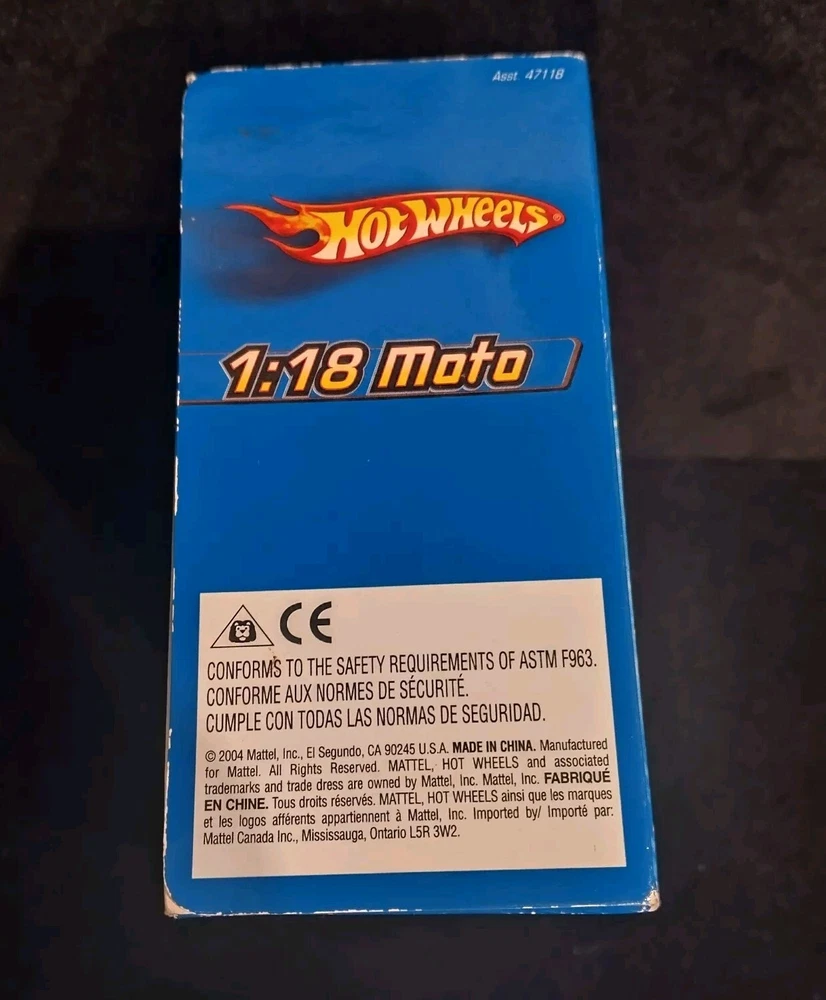 Asst. 47118
HOT WHEELS®
1:18 Moto
CE
CONFORMS TO THE SAFETY REQUIREMENTS OF ASTM F963.
CONFORME AUX NORMES DE SÉCURITÉ.
CUMPLE CON TODAS LAS NORMAS DE SEGURIDAD.
© 2004 Mattel, Inc., El Segundo, CA 90245 U.S.A. MADE IN CHINA. Manufactured
for Mattel. All Rights Reserved. MATTEL, HOT WHEELS and associated
trademarks and trade dress are owned by Mattel, Inc. Mattel, Inc. FABRIQUÉ
EN CHINE. Tous droits réservés. MATTEL, HOT WHEELS ainsi que les marques
et les logos afférents appartiennent à Mattel, Inc. Imported by/ Importé par:
Mattel Canada Inc., Mississauga, Ontario L5R 3W2.